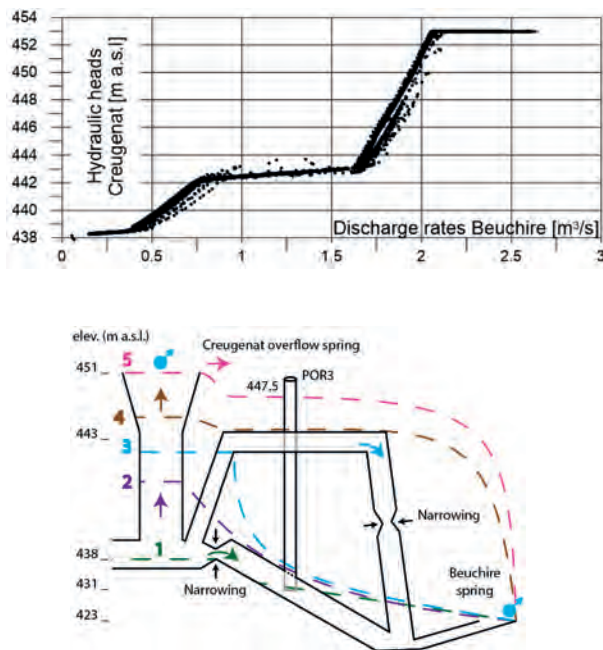 454
452
450
448
446
444
442
440
438
Hydraulic heads
Creugenat [m a.s.l]
Discharge rates Beuchire [m³/s]
0 0.5 1 1.5 2 2.5 3
elev. (m a.s.l.)
Creugenat overflow spring
451
5
POR3
447.5
4
443
3
2
Narrowing
1
438
Beuchire
spring
431
Narrowing
423